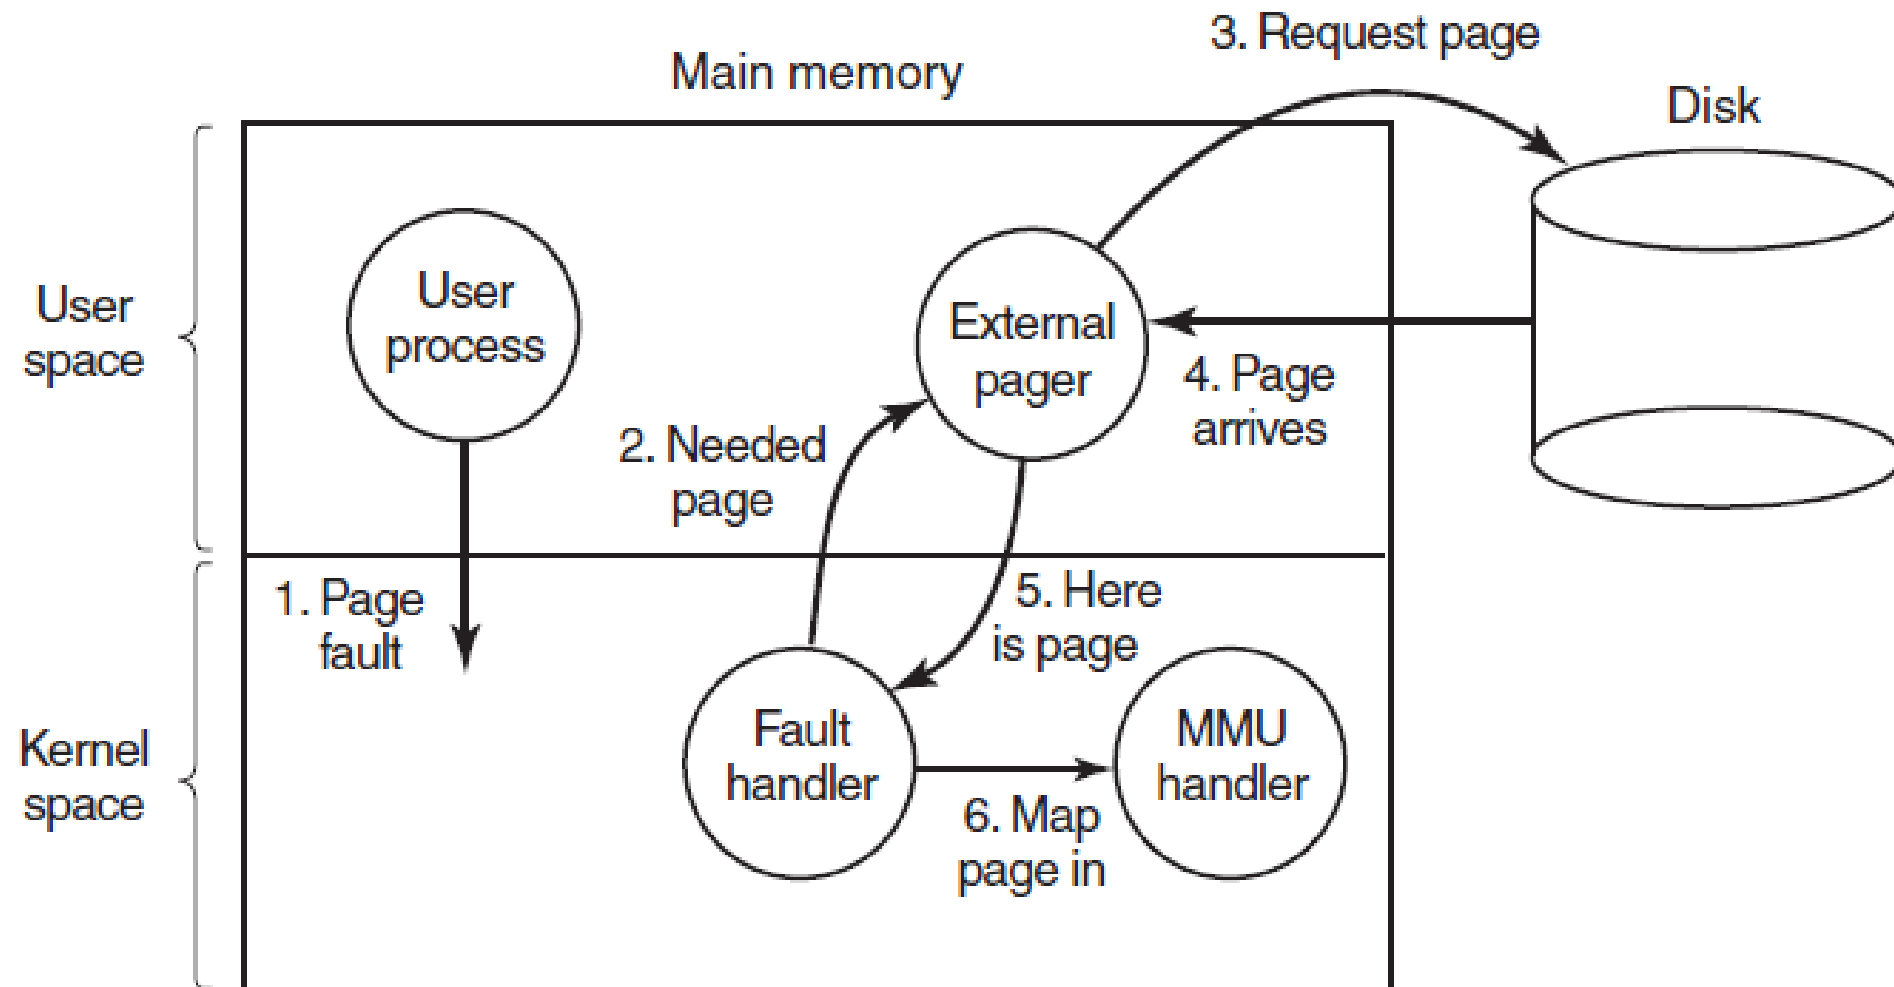 3. Request page
Main memory
Disk
User
space
User
process
External
pager
4. Page
arrives
2. Needed
page
1. Page
fault
5. Here
is page
Kernel
space
Fault
handler
MMU
handler
6. Map
page in